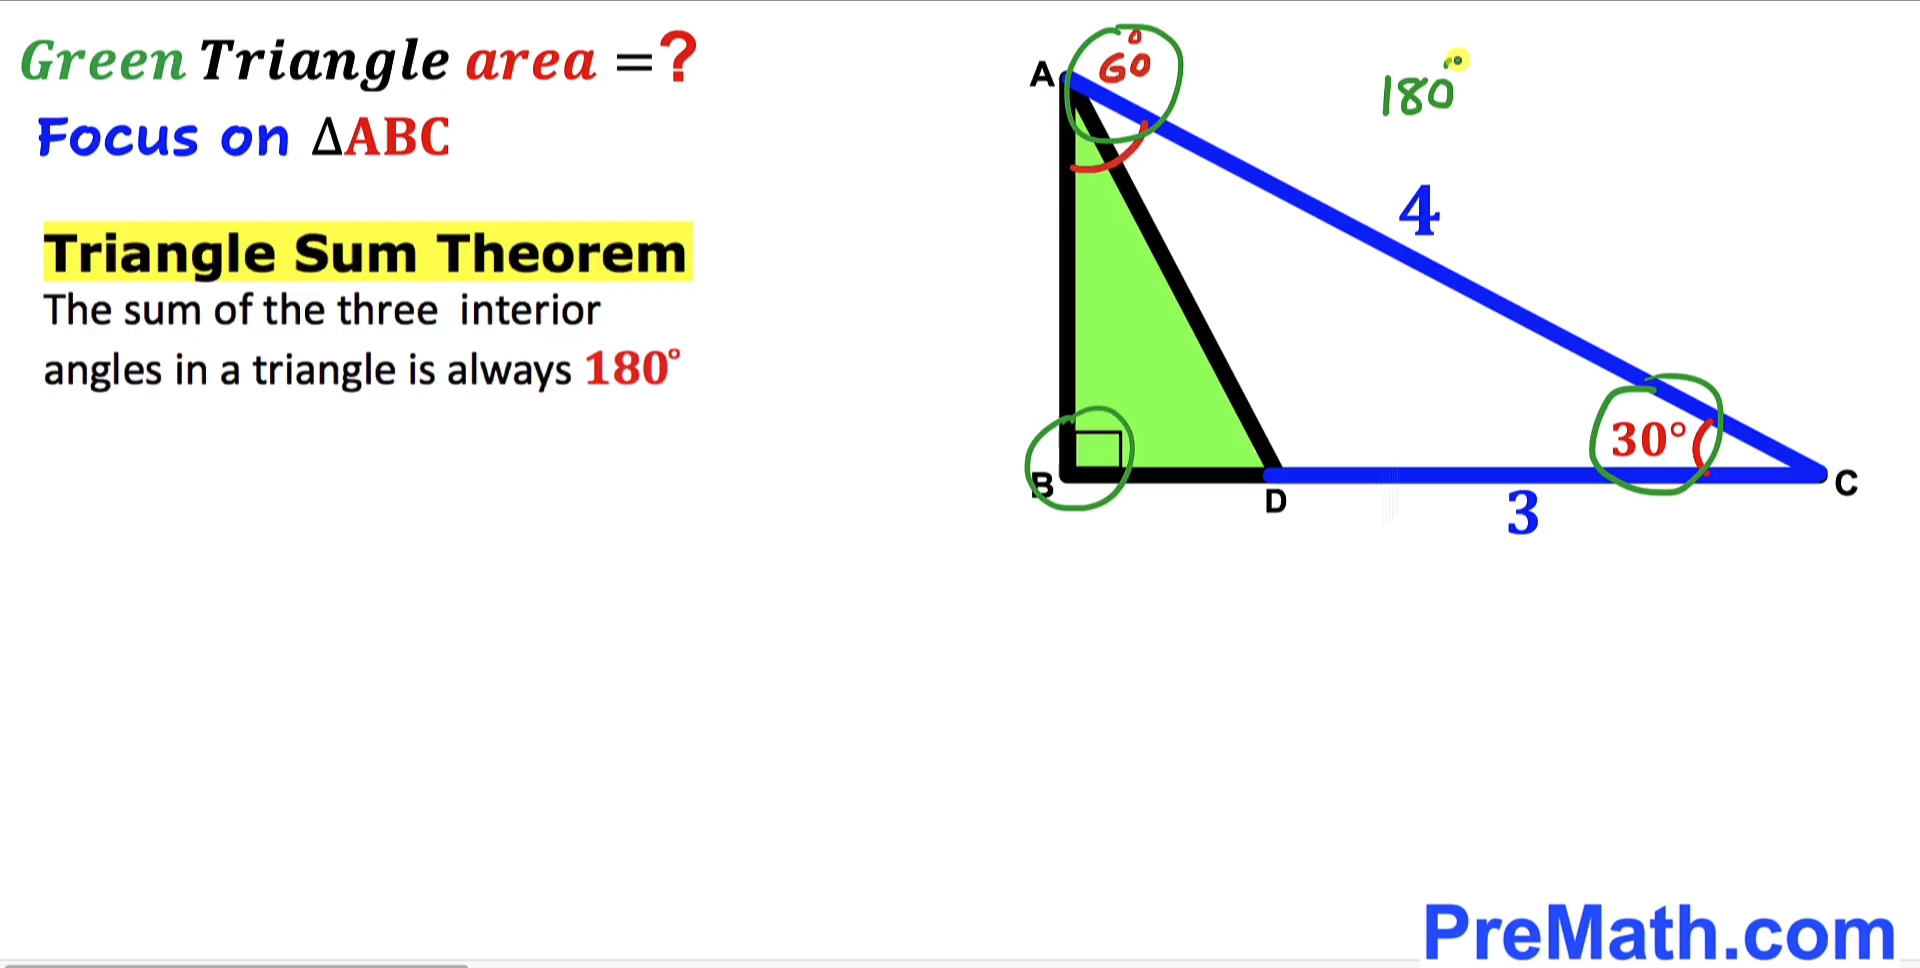 Green Triangle area =?
Focus on ΔABC
Triangle Sum Theorem
The sum of the three interior
angles in a triangle is always 180°
A
60°
180°
4
30°
B
D
3
C
PreMath.com